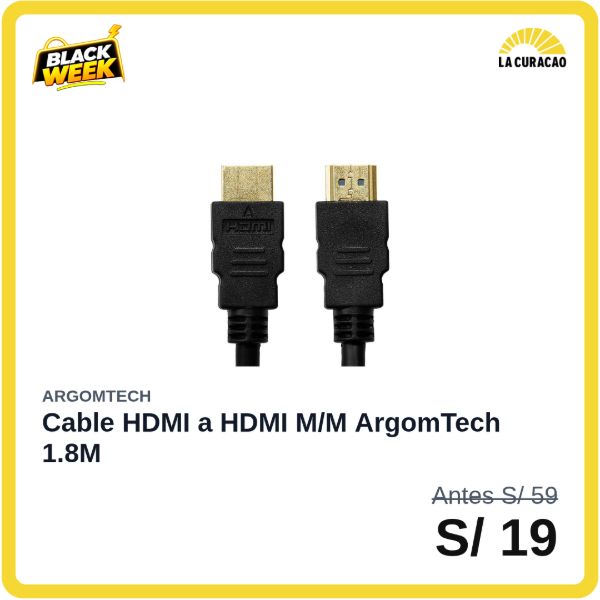 BLACK
WEEK
LA CURACAO
HDMI
ARGOMTECH
Cable HDMI a HDMI M/M ArgomTech
1.8M
Antes S/ 59
S/ 19